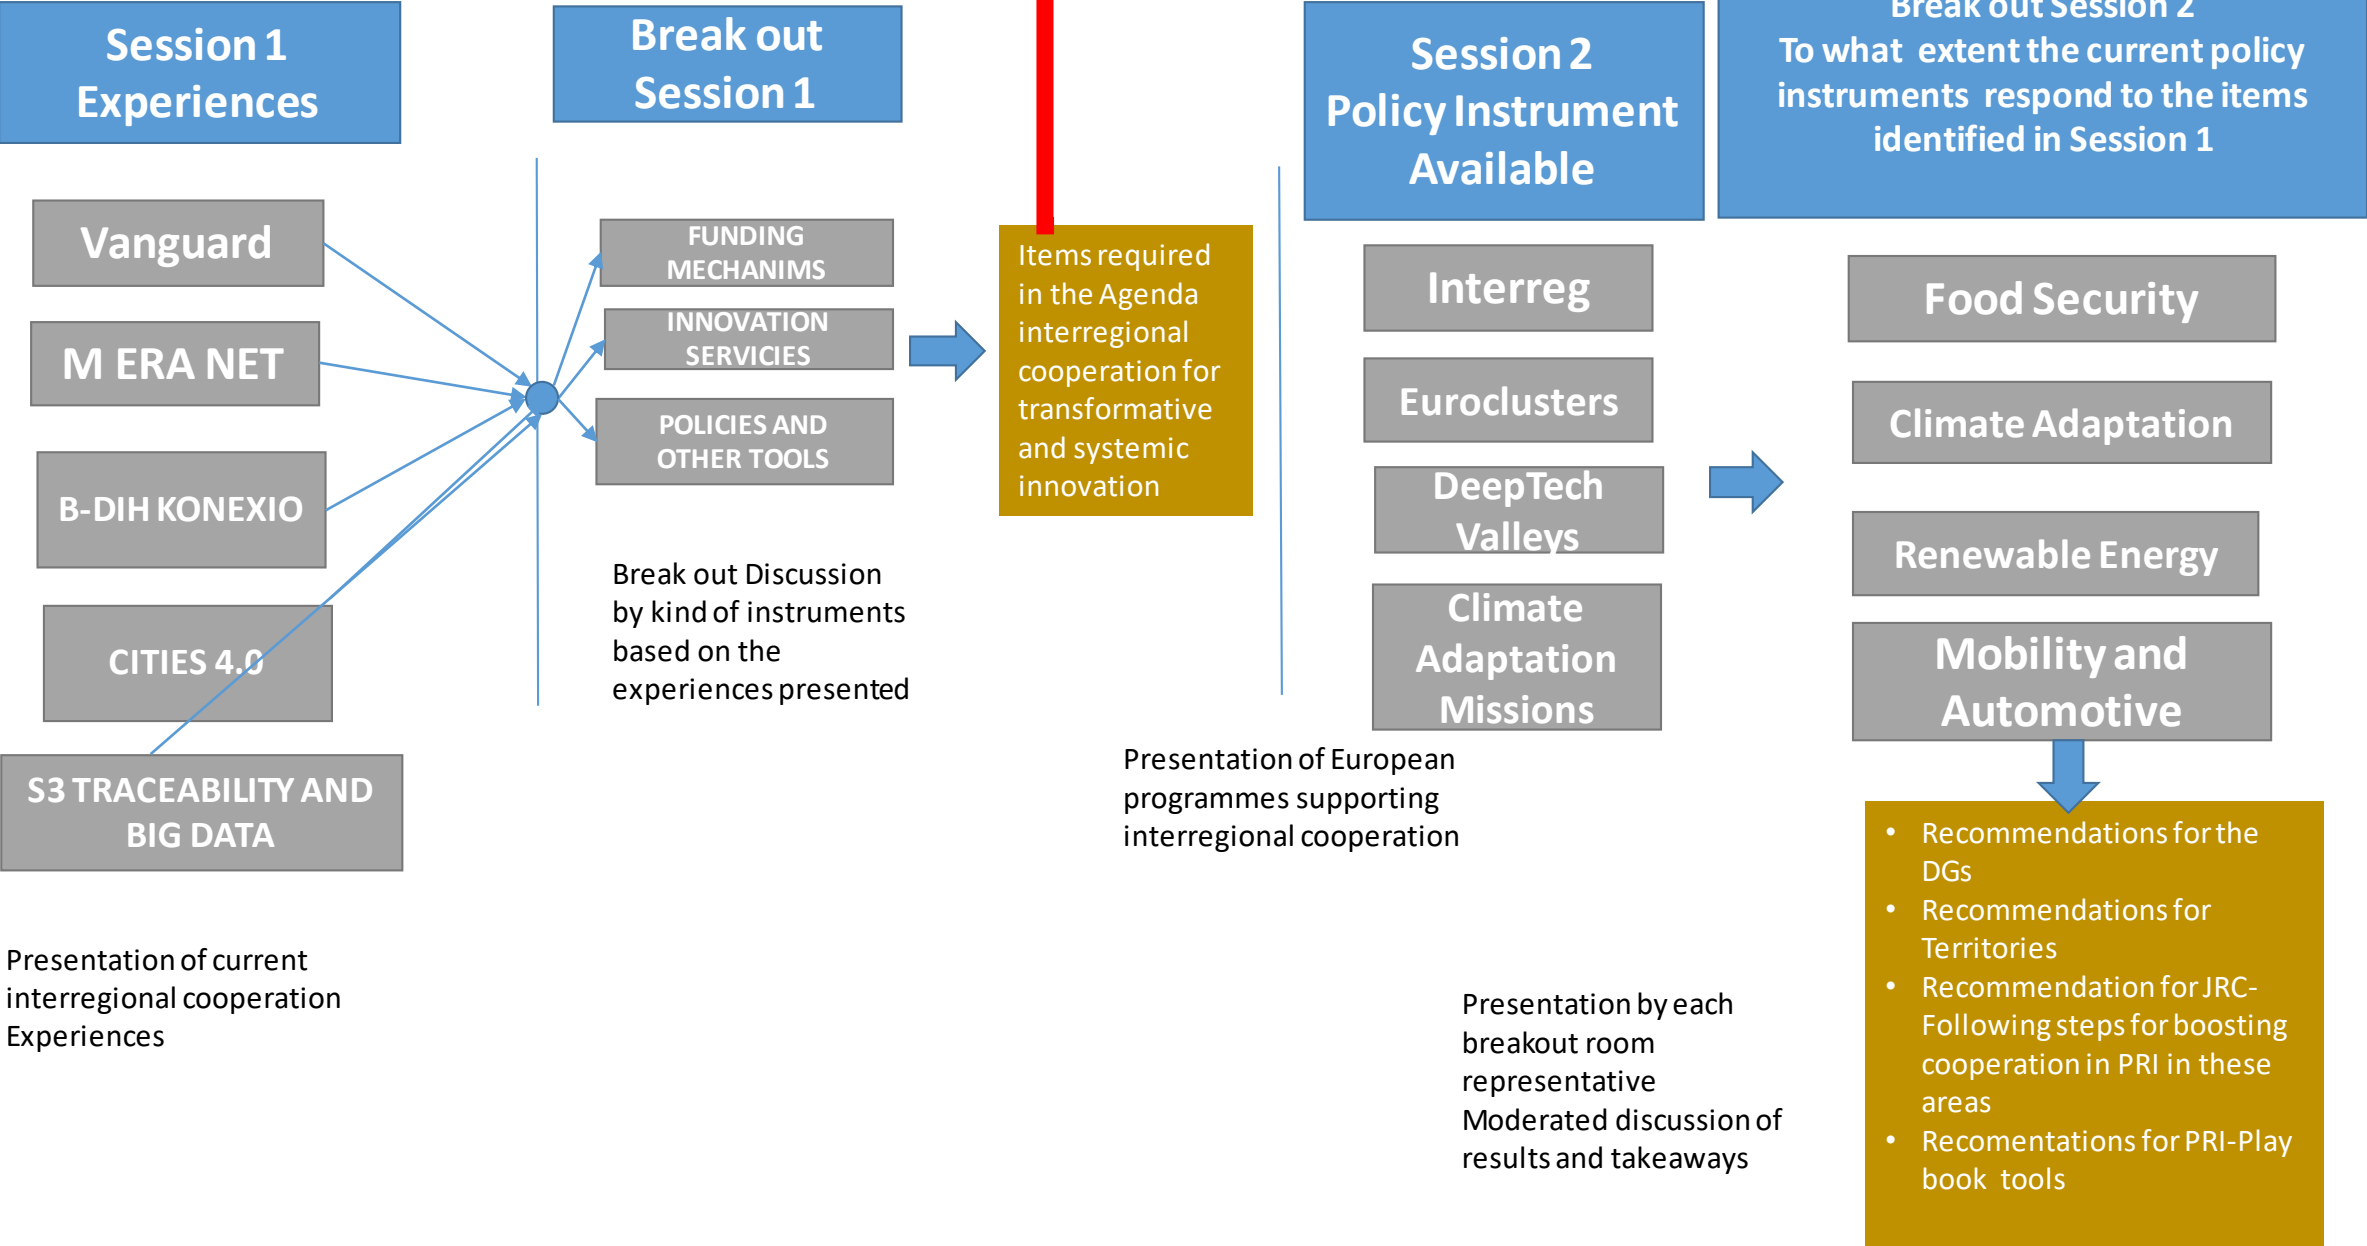 Session 1
Experiences
Vanguard
M ERA NET
B-DIH KONEXIO
CITIES 4.0
S3 TRACEABILITY AND
BIG DATA
Presentation of current
interregional cooperation
Experiences
Break out
Session 1
FUNDING
MECHANIMS
INNOVATION
SERVICIES
POLICIES AND
OTHER TOOLS
Break out Discussion
by kind of instruments
based on the
experiences presented
Items required
in the Agenda
interregional
cooperation for
transformative
and systemic
innovation
Session 2
Policy Instrument
Available
Interreg
Euroclusters
DeepTech
Valleys
Climate
Adaptation
Missions
Presentation of European
programmes supporting
interregional cooperation
Break out Session 2
To what extent the current policy
instruments respond to the items
identified in Session 1
Food Security
Climate Adaptation
Renewable Energy
Mobility and
Automotive
Presentation by each
breakout room
representative
Moderated discussion of
results and takeaways
• Recommendations for the
DGs
• Recommendations for
Territories
• Recommendation for JRC-
Following steps for boosting
cooperation in PRI in these
areas
• Recomentations for PRI-Play
book tools